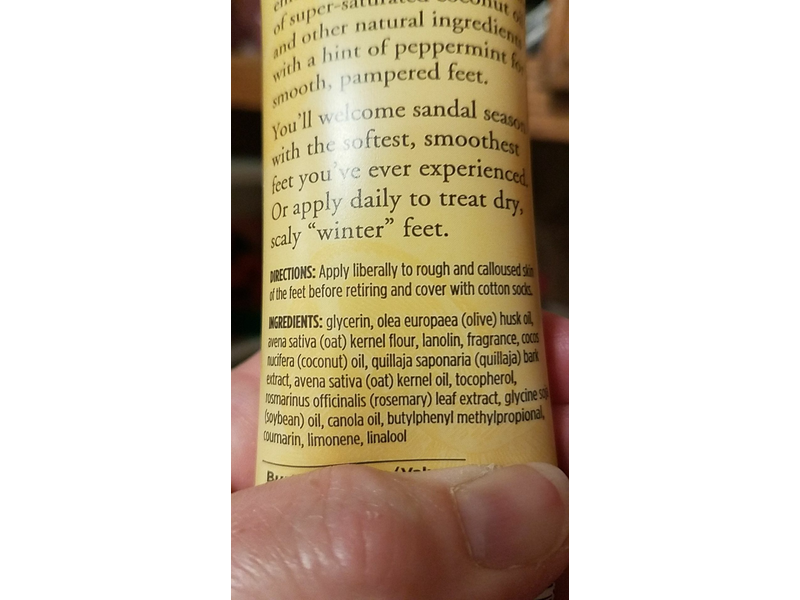 of super-saturated coconut
and other natural ingredients
with a hint of peppermint for
smooth, pampered feet.
You'll welcome sandal season
with the softest, smoothest
feet you've ever experienced.
Or apply daily to treat dry,
scaly “winter” feet.
DIRECTIONS: Apply liberally to rough and calloused skin
of the feet before retiring and cover with cotton socks.
INGREDIENTS: glycerin, olea europaea (olive) husk oil,
avena sativa (oat) kernel flour, lanolin, fragrance, cocos
nucifera (coconut) oil, quillaja saponaria (quillaja) bark
extract, avena sativa (oat) kernel oil, tocopherol,
rosmarinus officinalis (rosemary) leaf extract, glycine soja
(soybean) oil, canola oil, butylphenyl methylpropional,
coumarin, limonene, linalool